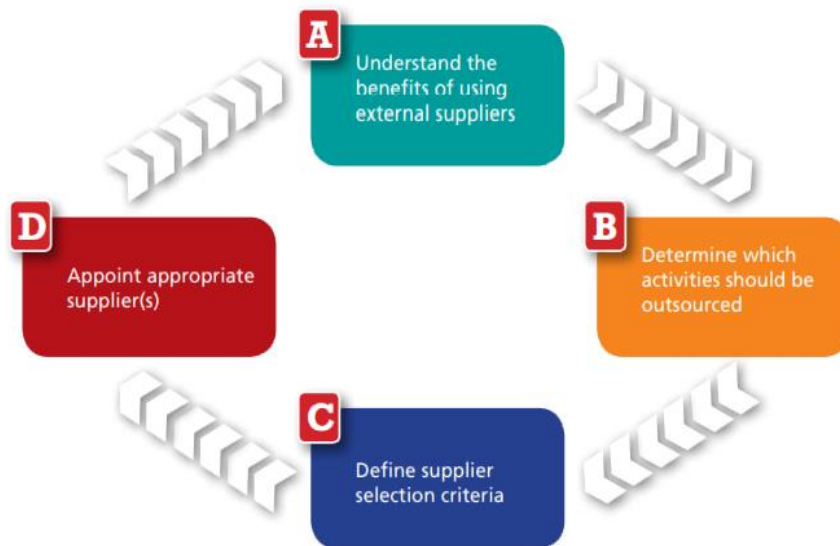 A
Understand the
benefits of using
external suppliers
B
Determine which
activities should be
outsourced
C
Define supplier
selection criteria
D
Appoint appropriate
supplier(s)